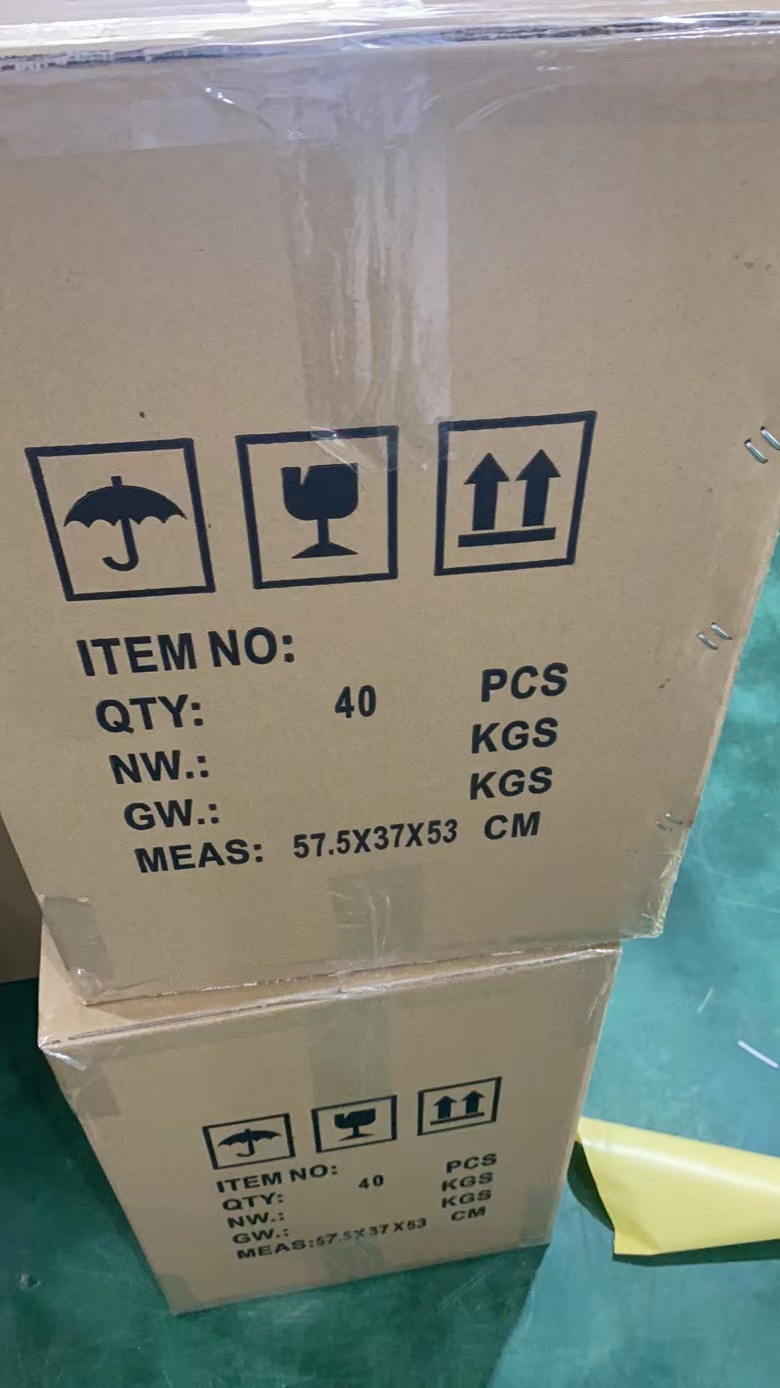 ITEM NO:
QTY: 40 PCS
NW.: KGS
GW.: KGS
MEAS: 57.5X37X53 CM
ITEM NO:
QTY: 40 PCS
NW.: KGS
GW.: KGS
MEAS:57.5X37X53 CM